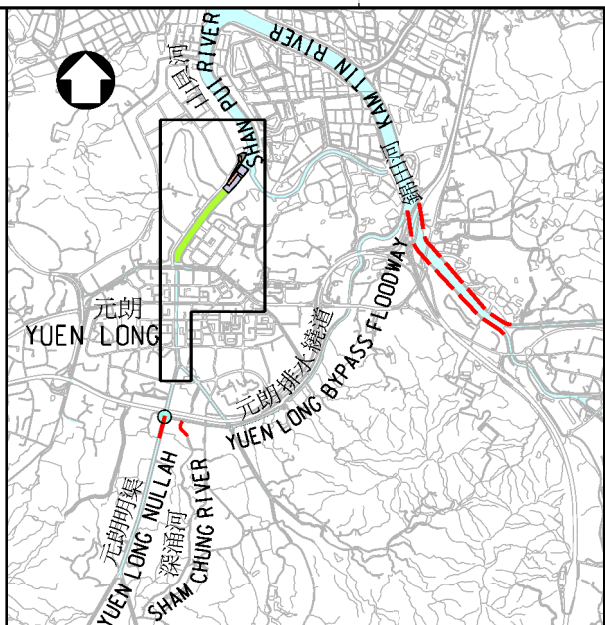 山貝河
SHAN PUI RIVER
錦田河 KAM TIN RIVER
元朗
YUEN LONG
元朗排水繞道
YUEN LONG BYPASS FLOODWAY
元朗明渠
YUEN LONG NULLAH
深涌河
SHAM CHUNG RIVER